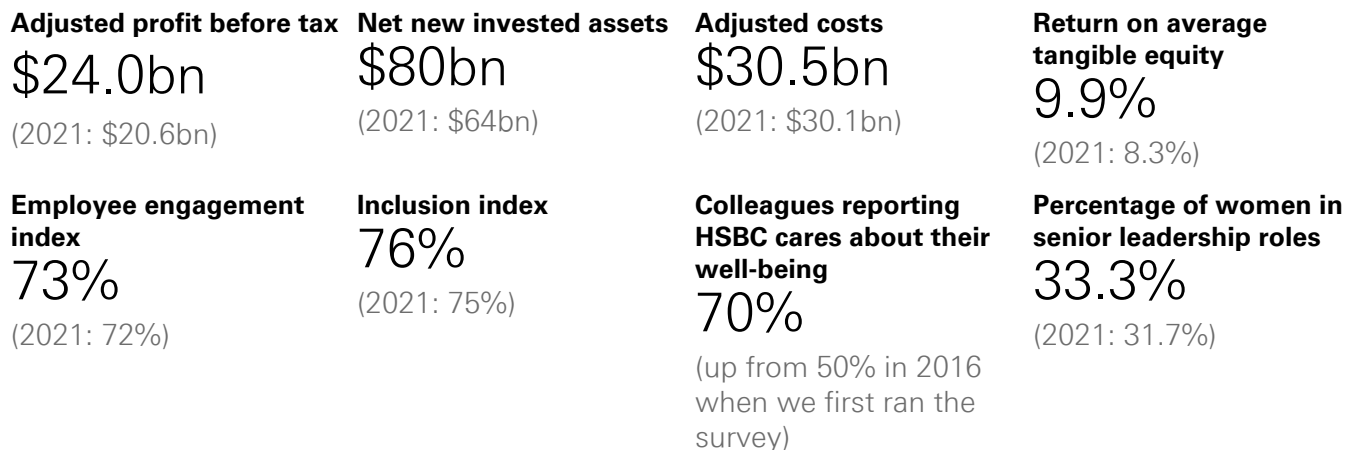 Adjusted profit before tax
$24.0bn
(2021: $20.6bn)
Net new invested assets
$80bn
(2021: $64bn)
Adjusted costs
$30.5bn
(2021: $30.1bn)
Return on average
tangible equity
9.9%
(2021: 8.3%)
Employee engagement
index
73%
(2021: 72%)
Inclusion index
76%
(2021: 75%)
Colleagues reporting
HSBC cares about their
well-being
70%
(up from 50% in 2016
when we first ran the
survey)
Percentage of women in
senior leadership roles
33.3%
(2021: 31.7%)